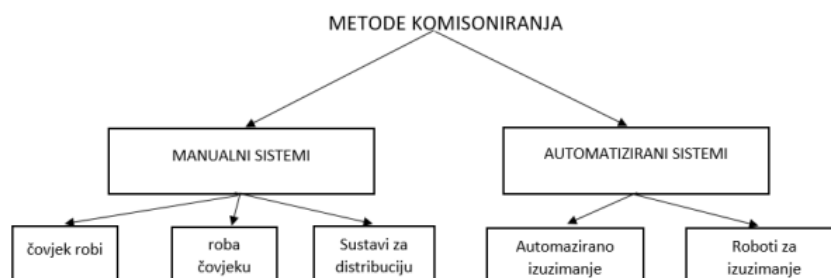 METODE KOMISONIRANJA
MANUALNI SISTEMI
AUTOMATIZIRANI SISTEMI
čovjek robi
roba
čovjeku
Sustavi za
distribuciju
Automazirano
izuzimanje
Roboti za
izuzimanje